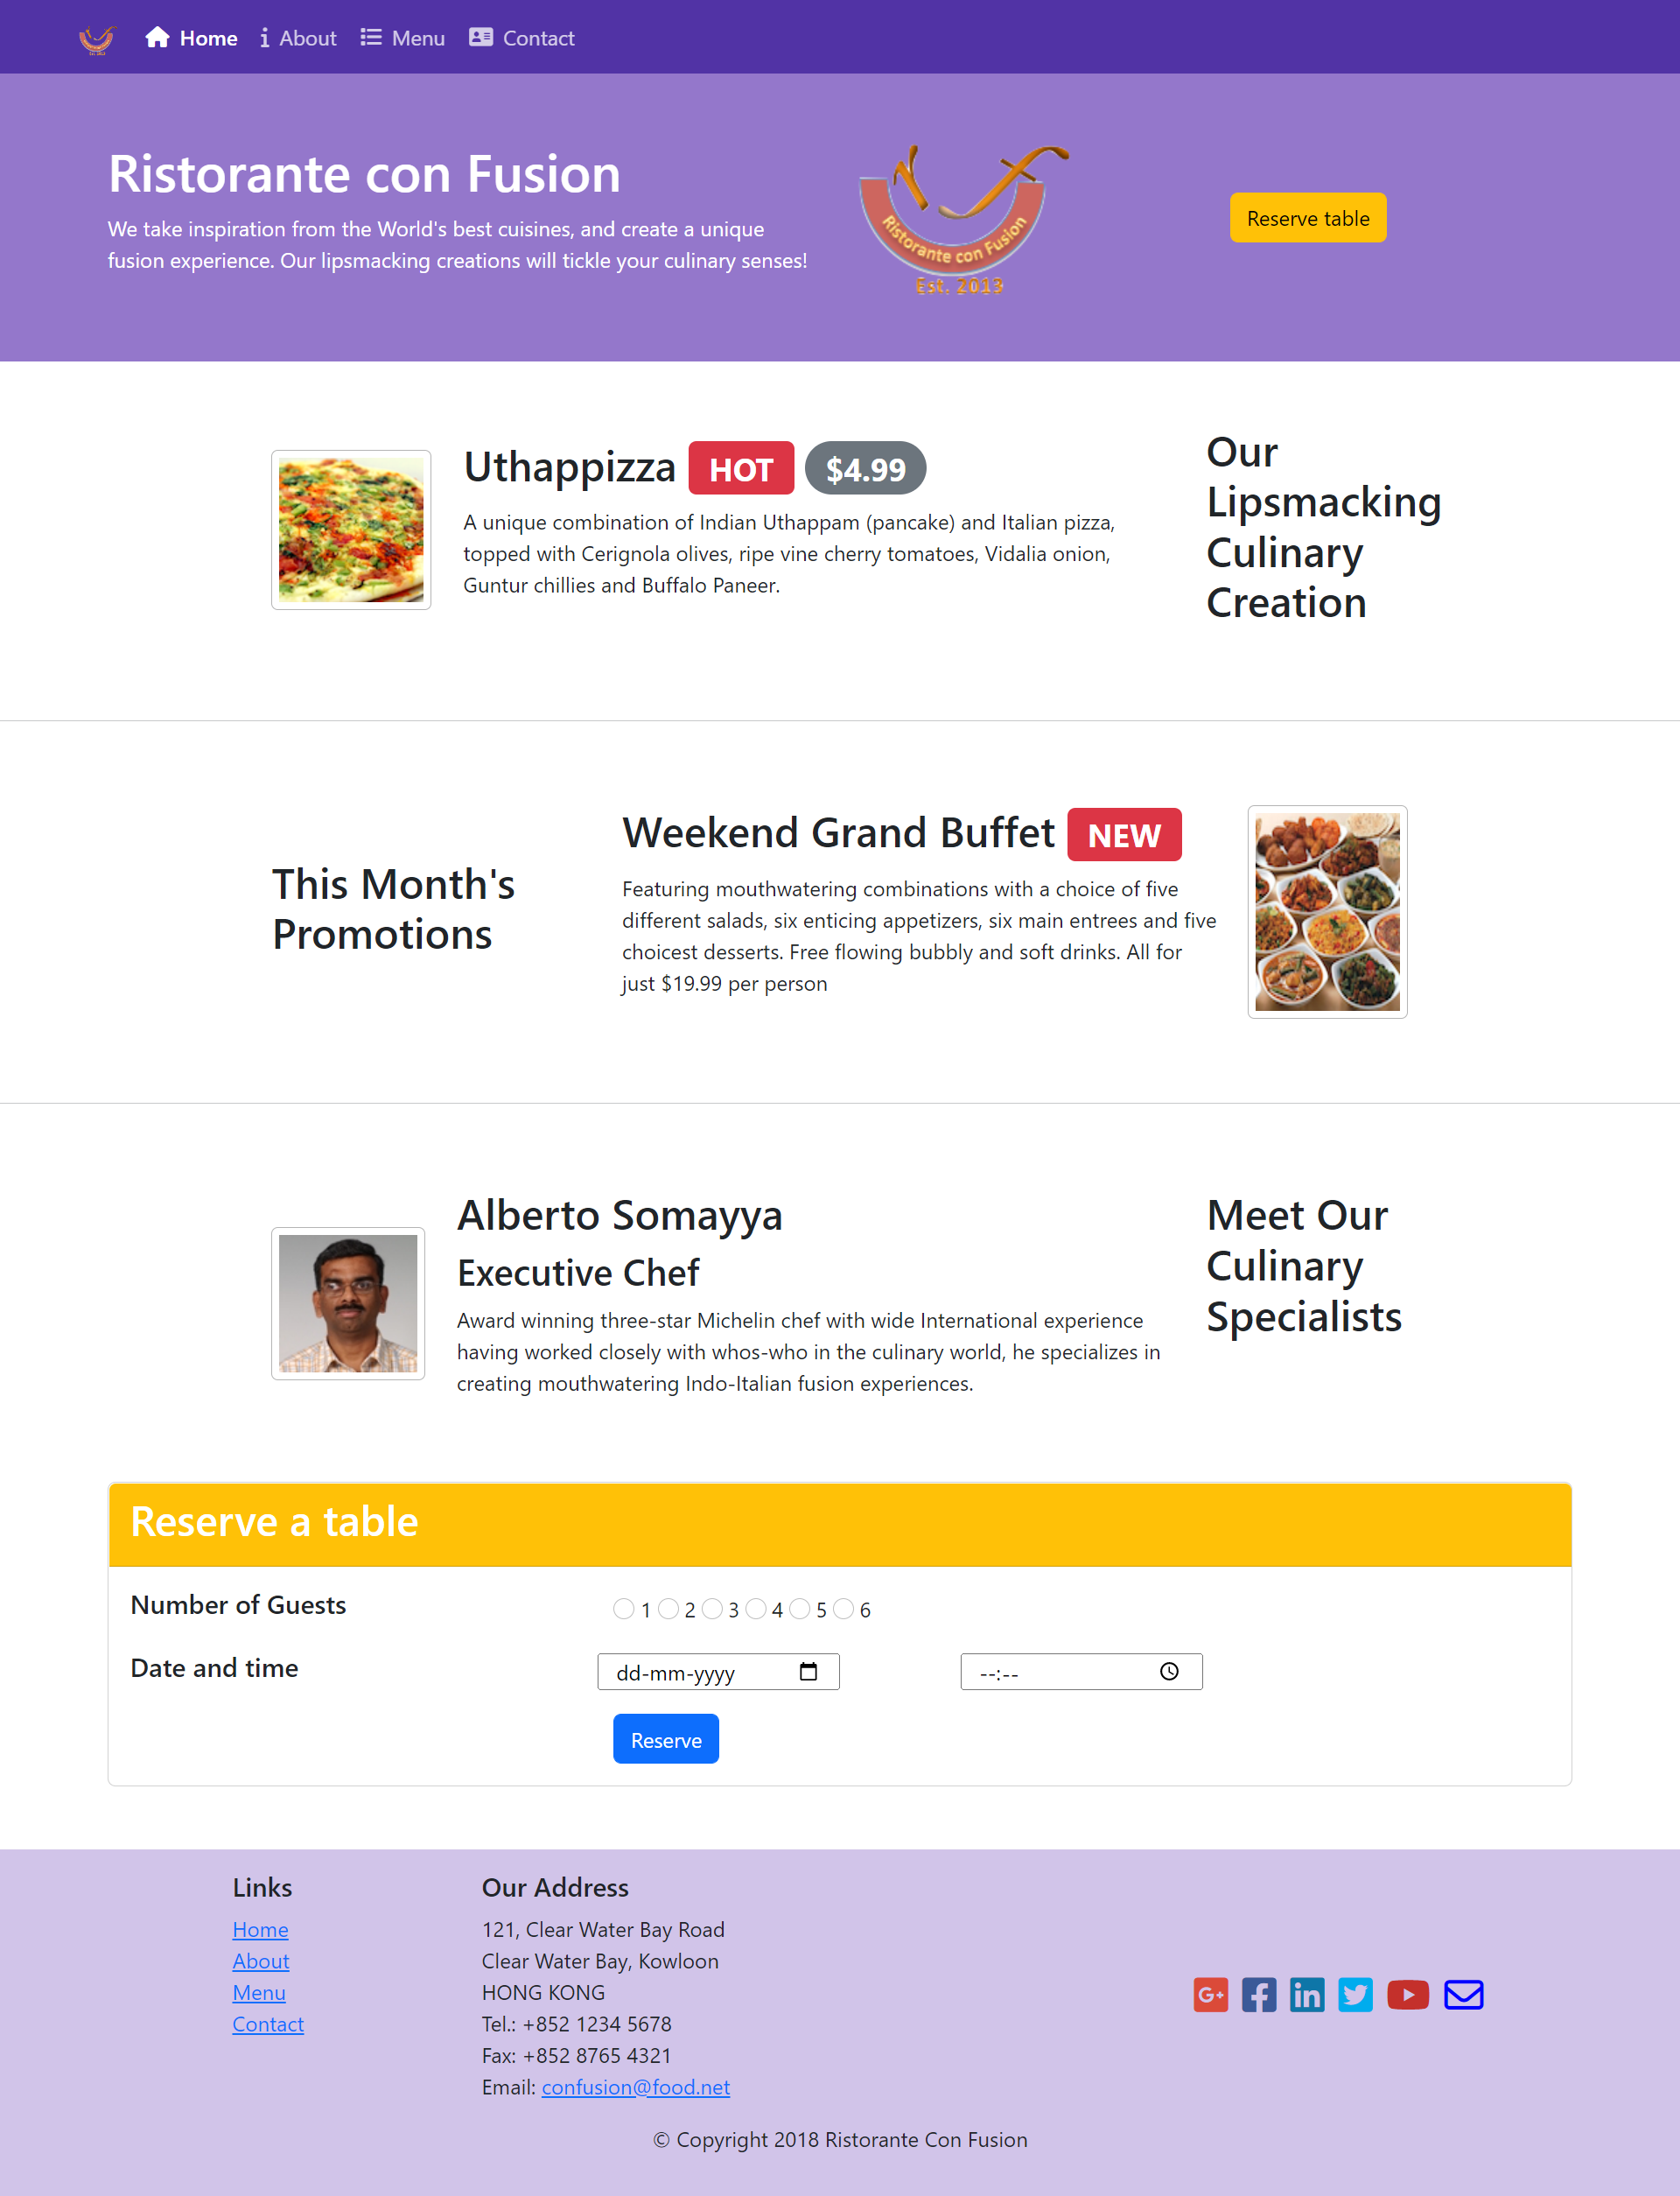 Home About Menu Contact
Ristorante con Fusion
We take inspiration from the World's best cuisines, and create a unique
fusion experience. Our lipsmacking creations will tickle your culinary senses!
Ristorante con Fusion
Est. 2013
Reserve table
Uthappizza HOT $4.99
A unique combination of Indian Uthappam (pancake) and Italian pizza,
topped with Cerignola olives, ripe vine cherry tomatoes, Vidalia onion,
Guntur chillies and Buffalo Paneer.
Our
Lipsmacking
Culinary
Creation
This Month's
Promotions
Weekend Grand Buffet NEW
Featuring mouthwatering combinations with a choice of five
different salads, six enticing appetizers, six main entrees and five
choicest desserts. Free flowing bubbly and soft drinks. All for
just $19.99 per person
Alberto Somayya
Executive Chef
Award winning three-star Michelin chef with wide International experience
having worked closely with whos-who in the culinary world, he specializes in
creating mouthwatering Indo-Italian fusion experiences.
Meet Our
Culinary
Specialists
Reserve a table
Number of Guests 1 2 3 4 5 6
Date and time dd-mm-yyyy --:--
Reserve
Links
Home
About
Menu
Contact
Our Address
121, Clear Water Bay Road
Clear Water Bay, Kowloon
HONG KONG
Tel.: +852 1234 5678
Fax: +852 8765 4321
Email: confusion@food.net
© Copyright 2018 Ristorante Con Fusion